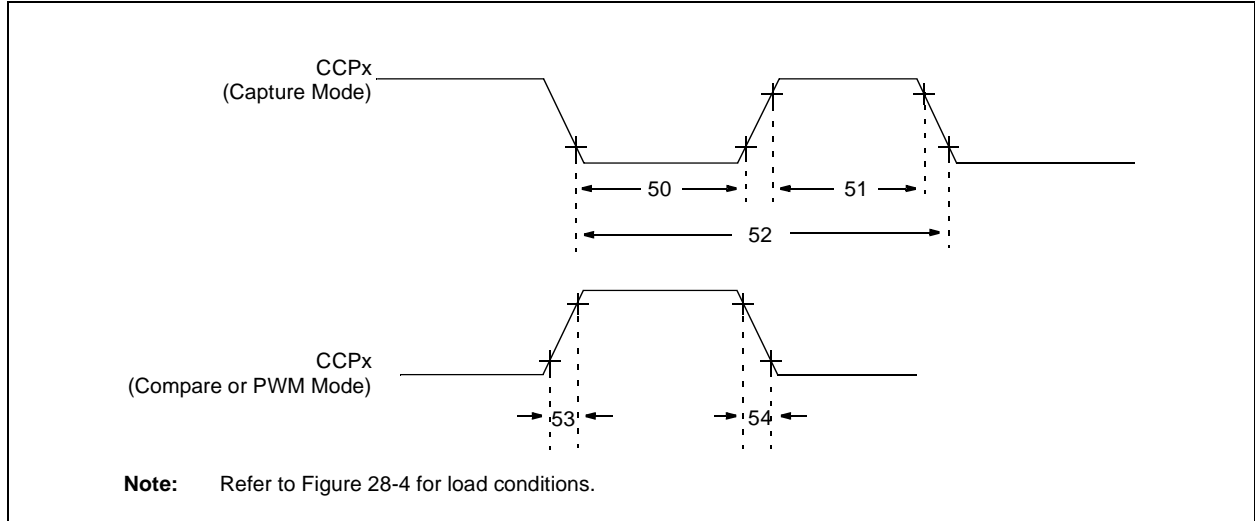 CCPx
(Capture Mode)
50
51
52
CCPx
(Compare or PWM Mode)
53
54
Note: Refer to Figure 28-4 for load conditions.